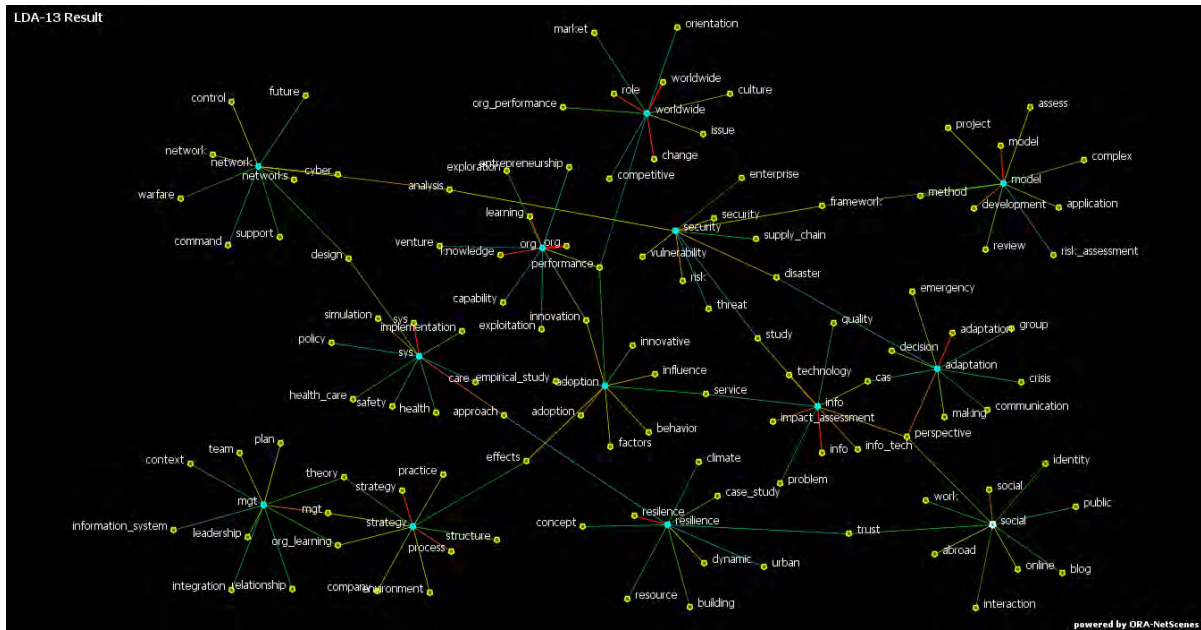 LDA-13 Result
market
orientation
worldwide
role
culture
org_performance
worldwide
issue
change
competitive
control
future
network
network
networks
cyber
warfare
command
support
analysis
design
exploration
entrepreneurship
learning
venture
knowledge
org
org
performance
capability
exploitation
innovation
enterprise
security
security
supply_chain
vulnerability
risk
threat
disaster
framework
method
project
assess
model
complex
model
development
application
review
risk_assessment
simulation
sys
implementation
policy
sys
care
empirical_study
health_care
safety
health
approach
adoption
innovative
influence
adoption
behavior
factors
service
effects
study
quality
technology
cas
info
impact_assessment
info
info_tech
problem
perspective
emergency
adaptation
group
decision
adaptation
crisis
making
communication
context
team
plan
theory
mgt
mgt
information_system
leadership
org_learning
integration
relationship
practice
strategy
strategy
process
structure
company
environment
climate
case_study
resilence
resilience
concept
dynamic
urban
resource
building
trust
identity
social
work
public
social
abroad
online
blog
interaction
powered by ORA-NetScenes